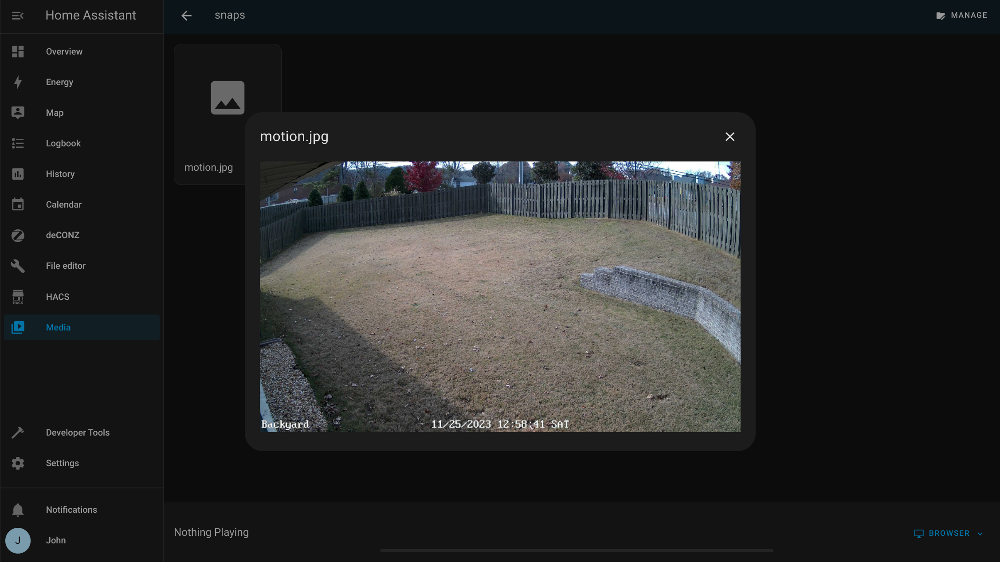 Home Assistant
snaps
MANAGE
Overview
Energy
Map
Logbook
History
Calendar
deCONZ
File editor
HACS
Media
Developer Tools
Settings
Notifications
J
John
motion.jpg
motion.jpg
Backyard 11/25/2023 12:58:41 SAT
Nothing Playing
BROWSER